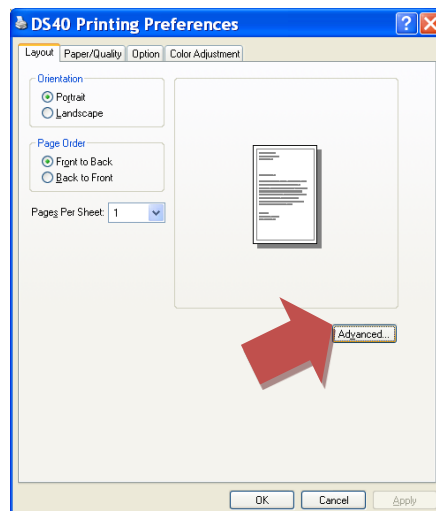 DS40 Printing Preferences
Layout Paper/Quality Option Color Adjustment
Orientation
Portrait
Landscape
Page Order
Front to Back
Back to Front
Pages Per Sheet: 1
Advanced...
OK Cancel Apply